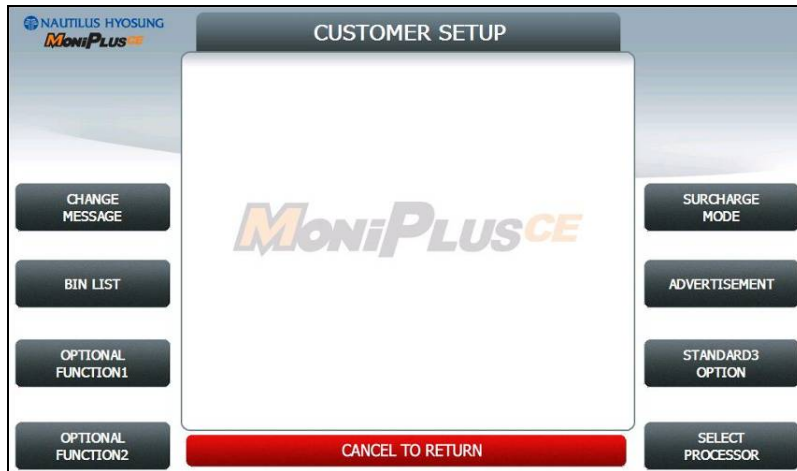 NAUTILUS HYOSUNG
MONiPLUSCE
CUSTOMER SETUP
MONiPLUSCE
CHANGE
MESSAGE
BIN LIST
OPTIONAL
FUNCTION1
OPTIONAL
FUNCTION2
SURCHARGE
MODE
ADVERTISEMENT
STANDARD3
OPTION
SELECT
PROCESSOR
CANCEL TO RETURN